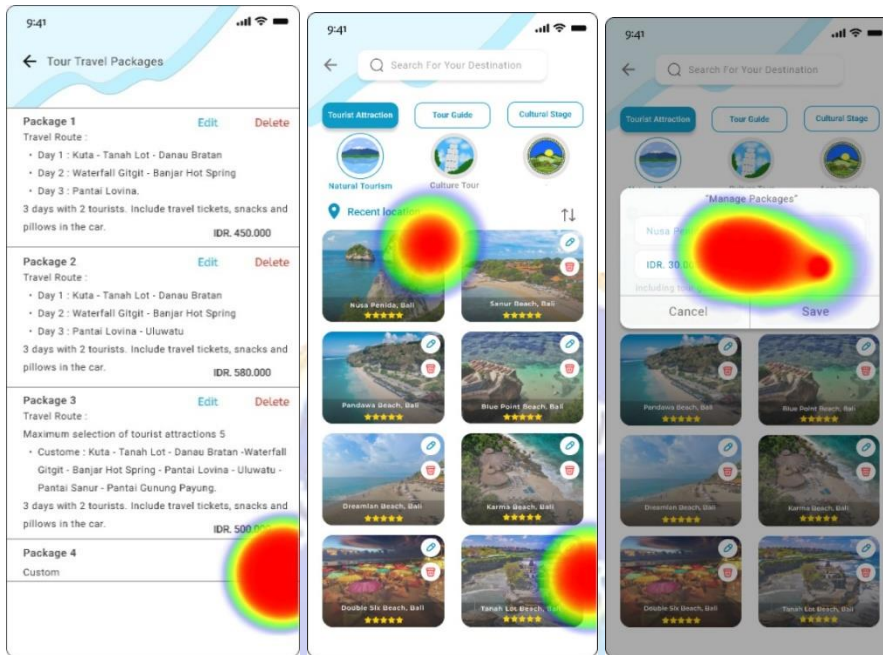 9:41
Tour Travel Packages
Package 1 Edit Delete
Travel Route :
• Day 1 : Kuta - Tanah Lot - Danau Bratan
• Day 2 : Waterfall Gitgit - Banjar Hot Spring
• Day 3 : Pantai Lovina.
3 days with 2 tourists. Include travel tickets, snacks and
pillows in the car.
IDR. 450.000
Package 2 Edit Delete
Travel Route :
• Day 1 : Kuta - Tanah Lot - Danau Bratan
• Day 2 : Waterfall Gitgit - Banjar Hot Spring
• Day 3 : Pantai Lovina - Uluwatu
3 days with 2 tourists. Include travel tickets, snacks and
pillows in the car.
IDR. 580.000
Package 3 Edit Delete
Travel Route :
Maximum selection of tourist attractions 5
• Custome : Kuta - Tanah Lot - Danau Bratan -Waterfall
Gitgit - Banjar Hot Spring - Pantai Lovina - Uluwatu -
Pantai Sanur - Pantai Gunung Payung.
3 days with 2 tourists. Include travel tickets, snacks and
pillows in the car.
IDR. 500.000
Package 4
Custom
9:41
Search For Your Destination
Tourist Attraction Tour Guide Cultural Stage
Natural Tourism Culture Tour
Recent location
Nusa Penida, Bali Sanur Beach, Bali
Pandawa Beach, Bali Blue Point Beach, Bali
Dreamlan Beach, Bali Karma Beach, Bali
Double Six Beach, Bali Tanah Lot Beach, Bali
9:41
Search For Your Destination
Tourist Attraction Tour Guide Cultural Stage
"Manage Packages"
Nusa
IDR. 30.00
including tour
Cancel Save
Pandawa Beach, Bali Blue Point Beach, Bali
Dreamlan Beach, Bali Karma Beach, Bali
Double Six Beach, Bali Tanah Lot Beach, Bali